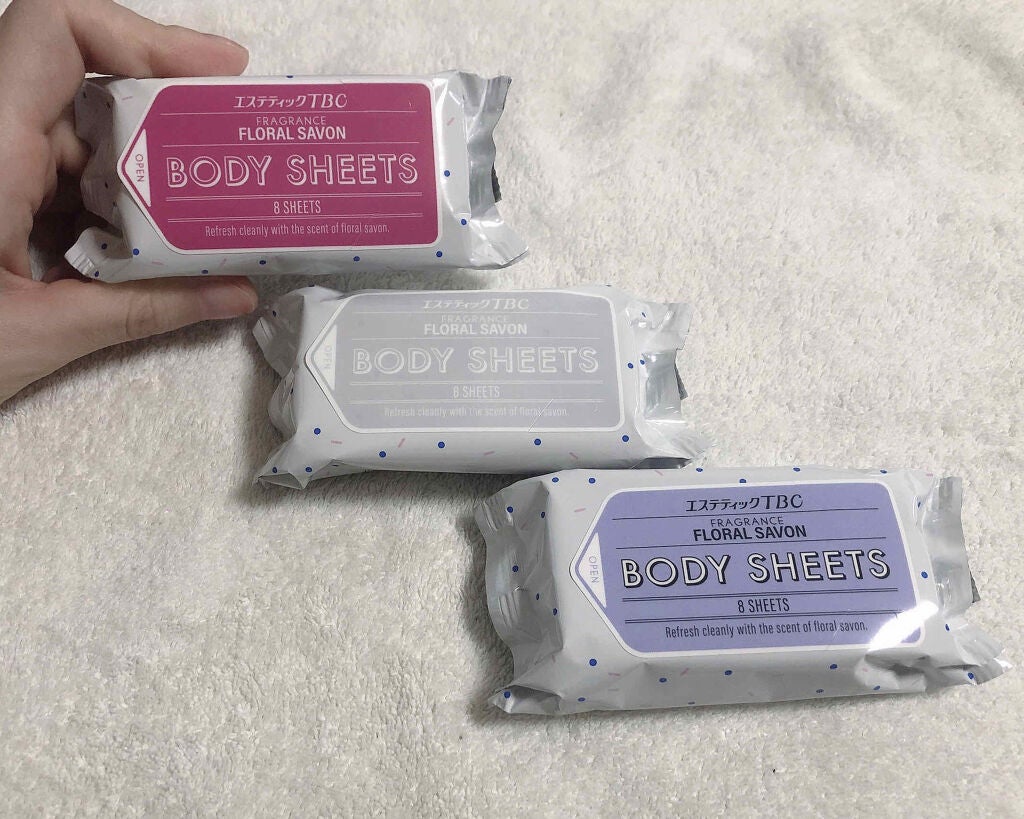 エステティックTBC
FRAGRANCE
FLORAL SAVON
OPEN
BODY SHEETS
8 SHEETS
Refresh cleanly with the scent of floral savon.
エステティックTBC
FRAGRANCE
FLORAL SAVON
OPEN
BODY SHEETS
8 SHEETS
Refresh cleanly with the scent of floral savon.
エステティックTBC
FRAGRANCE
FLORAL SAVON
OPEN
BODY SHEETS
8 SHEETS
Refresh cleanly with the scent of floral savon.